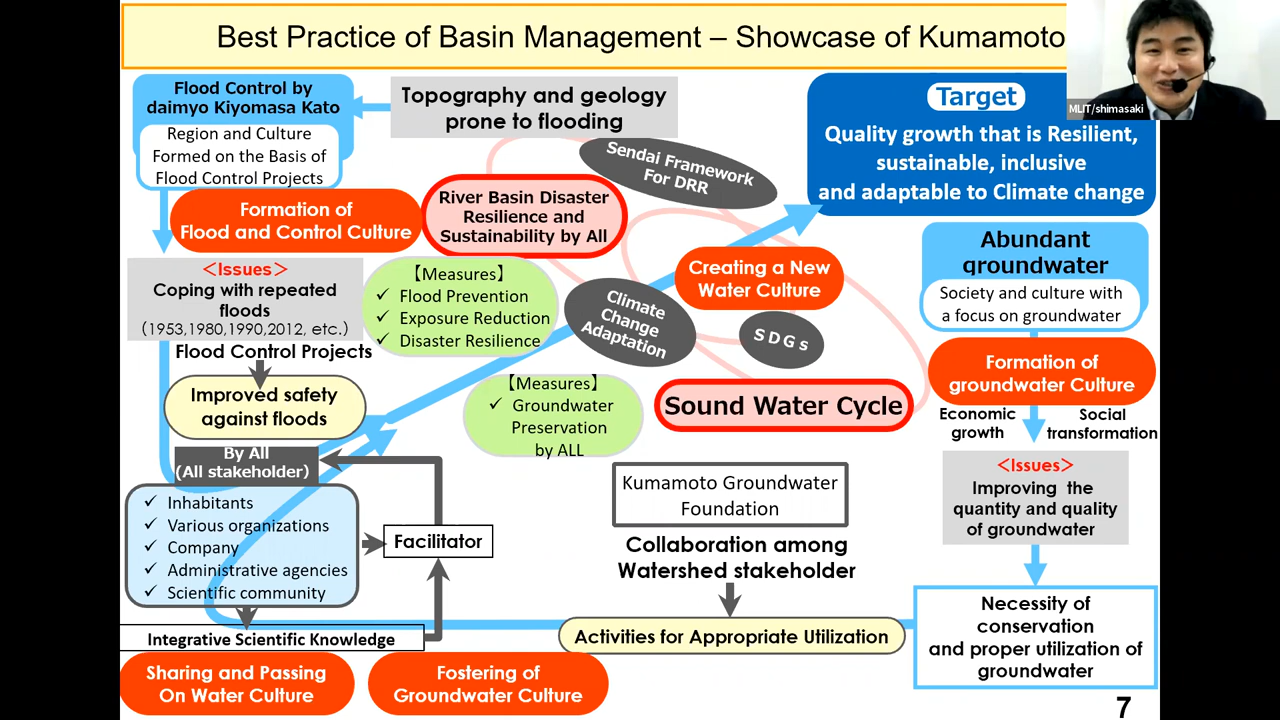 Best Practice of Basin Management – Showcase of Kumamoto
MLIT/shimasaki
Flood Control by
daimyo Kiyomasa Kato
Region and Culture
Formed on the Basis of
Flood Control Projects
Topography and geology
prone to flooding
Target
Quality growth that is Resilient,
sustainable, inclusive
and adaptable to Climate change
Sendai Framework
For DRR
Formation of
Flood and Control Culture
River Basin Disaster
Resilience and
Sustainability by All
Creating a New
Water Culture
Abundant
groundwater
Society and culture with
a focus on groundwater
<Issues>
Coping with repeated
floods
(1953,1980,1990,2012, etc.)
【Measures】
✓ Flood Prevention
✓ Exposure Reduction
✓ Disaster Resilience
Climate
Change
Adaptation
SDGs
Flood Control Projects
Improved safety
against floods
【Measures】
✓ Groundwater
Preservation
by ALL
Sound Water Cycle
Formation of
groundwater Culture
Economic
growth
Social
transformation
By All
(All stakeholder)
✓ Inhabitants
✓ Various organizations
✓ Company
✓ Administrative agencies
✓ Scientific community
Facilitator
Kumamoto Groundwater
Foundation
Collaboration among
Watershed stakeholder
<Issues>
Improving the
quantity and quality
of groundwater
Integrative Scientific Knowledge
Activities for Appropriate Utilization
Necessity of
conservation
and proper utilization of
groundwater
Sharing and Passing
On Water Culture
Fostering of
Groundwater Culture
7